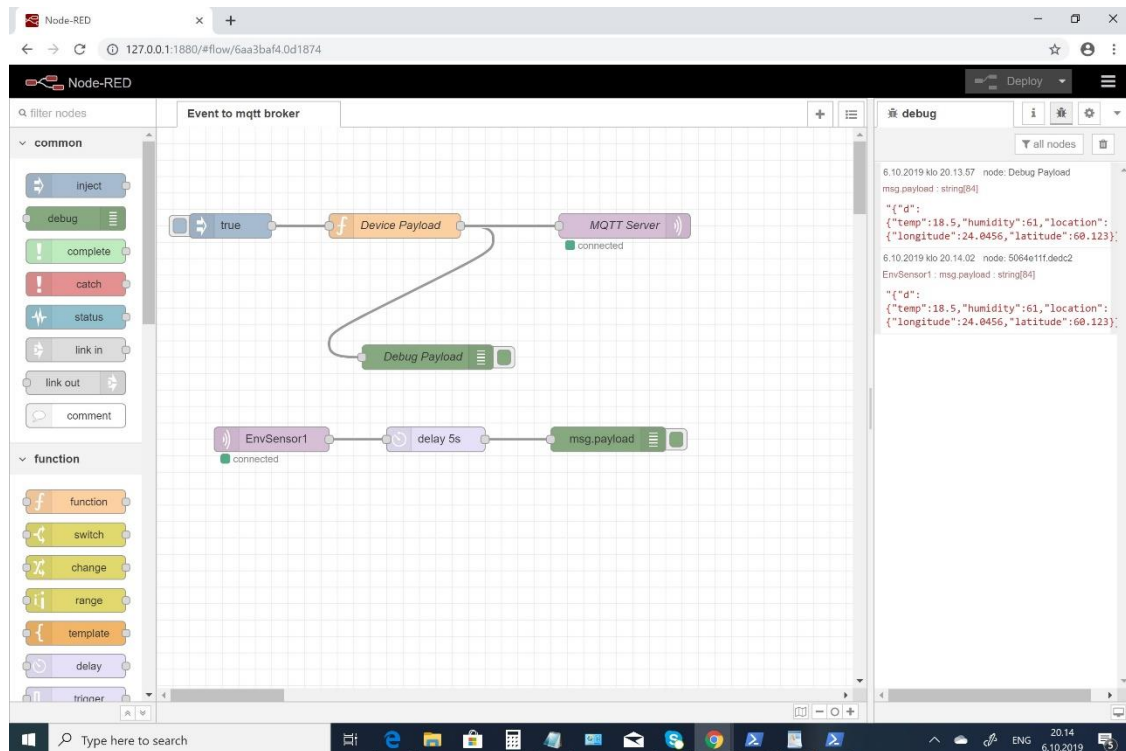 Node-RED
127.0.0.1:1880/#flow/6aa3baf4.0d1874
Node-RED
Deploy
filter nodes
common
inject
debug
complete
catch
status
link in
link out
comment
function
function
switch
change
range
template
delay
trigger
Event to mqtt broker
true
Device Payload
MQTT Server
connected
Debug Payload
EnvSensor1
connected
delay 5s
msg.payload
debug
i
all nodes
6.10.2019 klo 20.13.57 node: Debug Payload
msg.payload : string[84]
"{"d":
{"temp":18.5,"humidity":61,"location":
{"longitude":24.0456,"latitude":60.123}}
6.10.2019 klo 20.14.02 node: 5064e11f.dedc2
EnvSensor1 : msg.payload : string[84]
"{"d":
{"temp":18.5,"humidity":61,"location":
{"longitude":24.0456,"latitude":60.123}}
Type here to search
ENG
20.14
6.10.2019
5